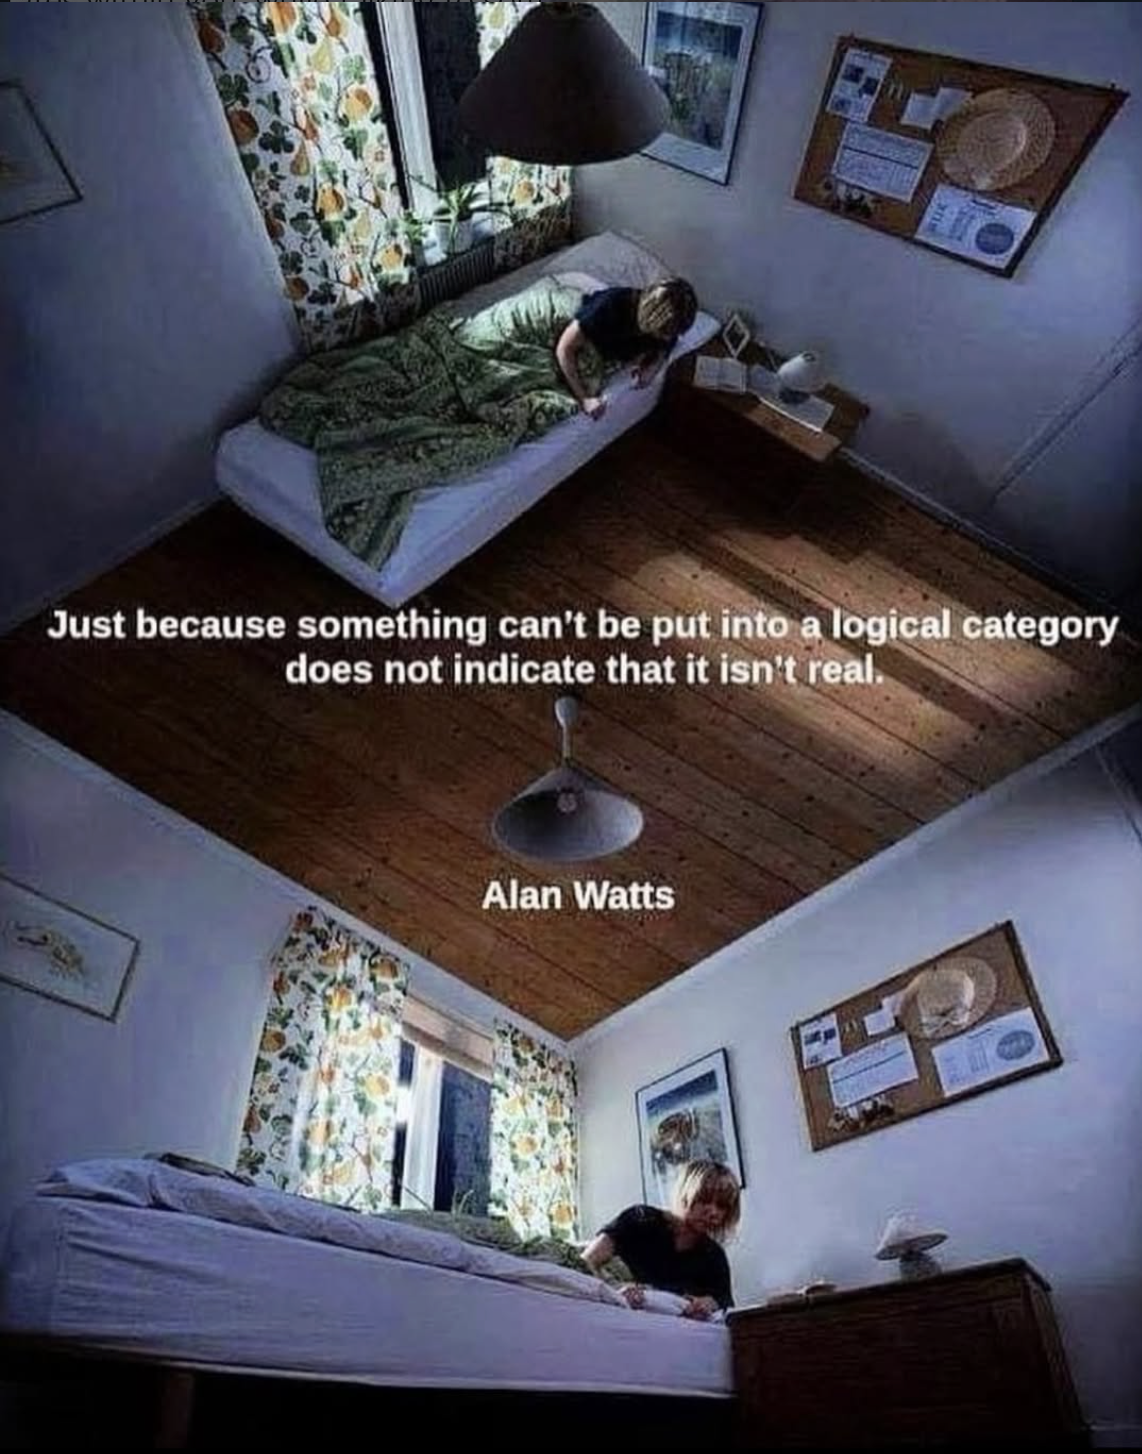 Just because something can't be put into a logical category
does not indicate that it isn't real.
Alan Watts